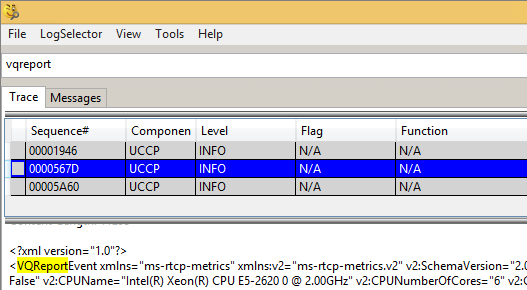 File LogSelector View Tools Help
vqreport
Trace Messages
Sequence# Componen Level Flag Function
00001946 UCCP INFO N/A N/A
0000567D UCCP INFO N/A N/A
00005A60 UCCP INFO N/A N/A
<?xml version="1.0"?>
<VQReportEvent xmlns="ms-rtcp-metrics" xmlns:v2="ms-rtcp-metrics.v2" v2:SchemaVersion="2.0
False" v2:CPUName="Intel(R) Xeon(R) CPU E5-2620 0 @ 2.00GHz" v2:CPUNumberOfCores="6" v2:C